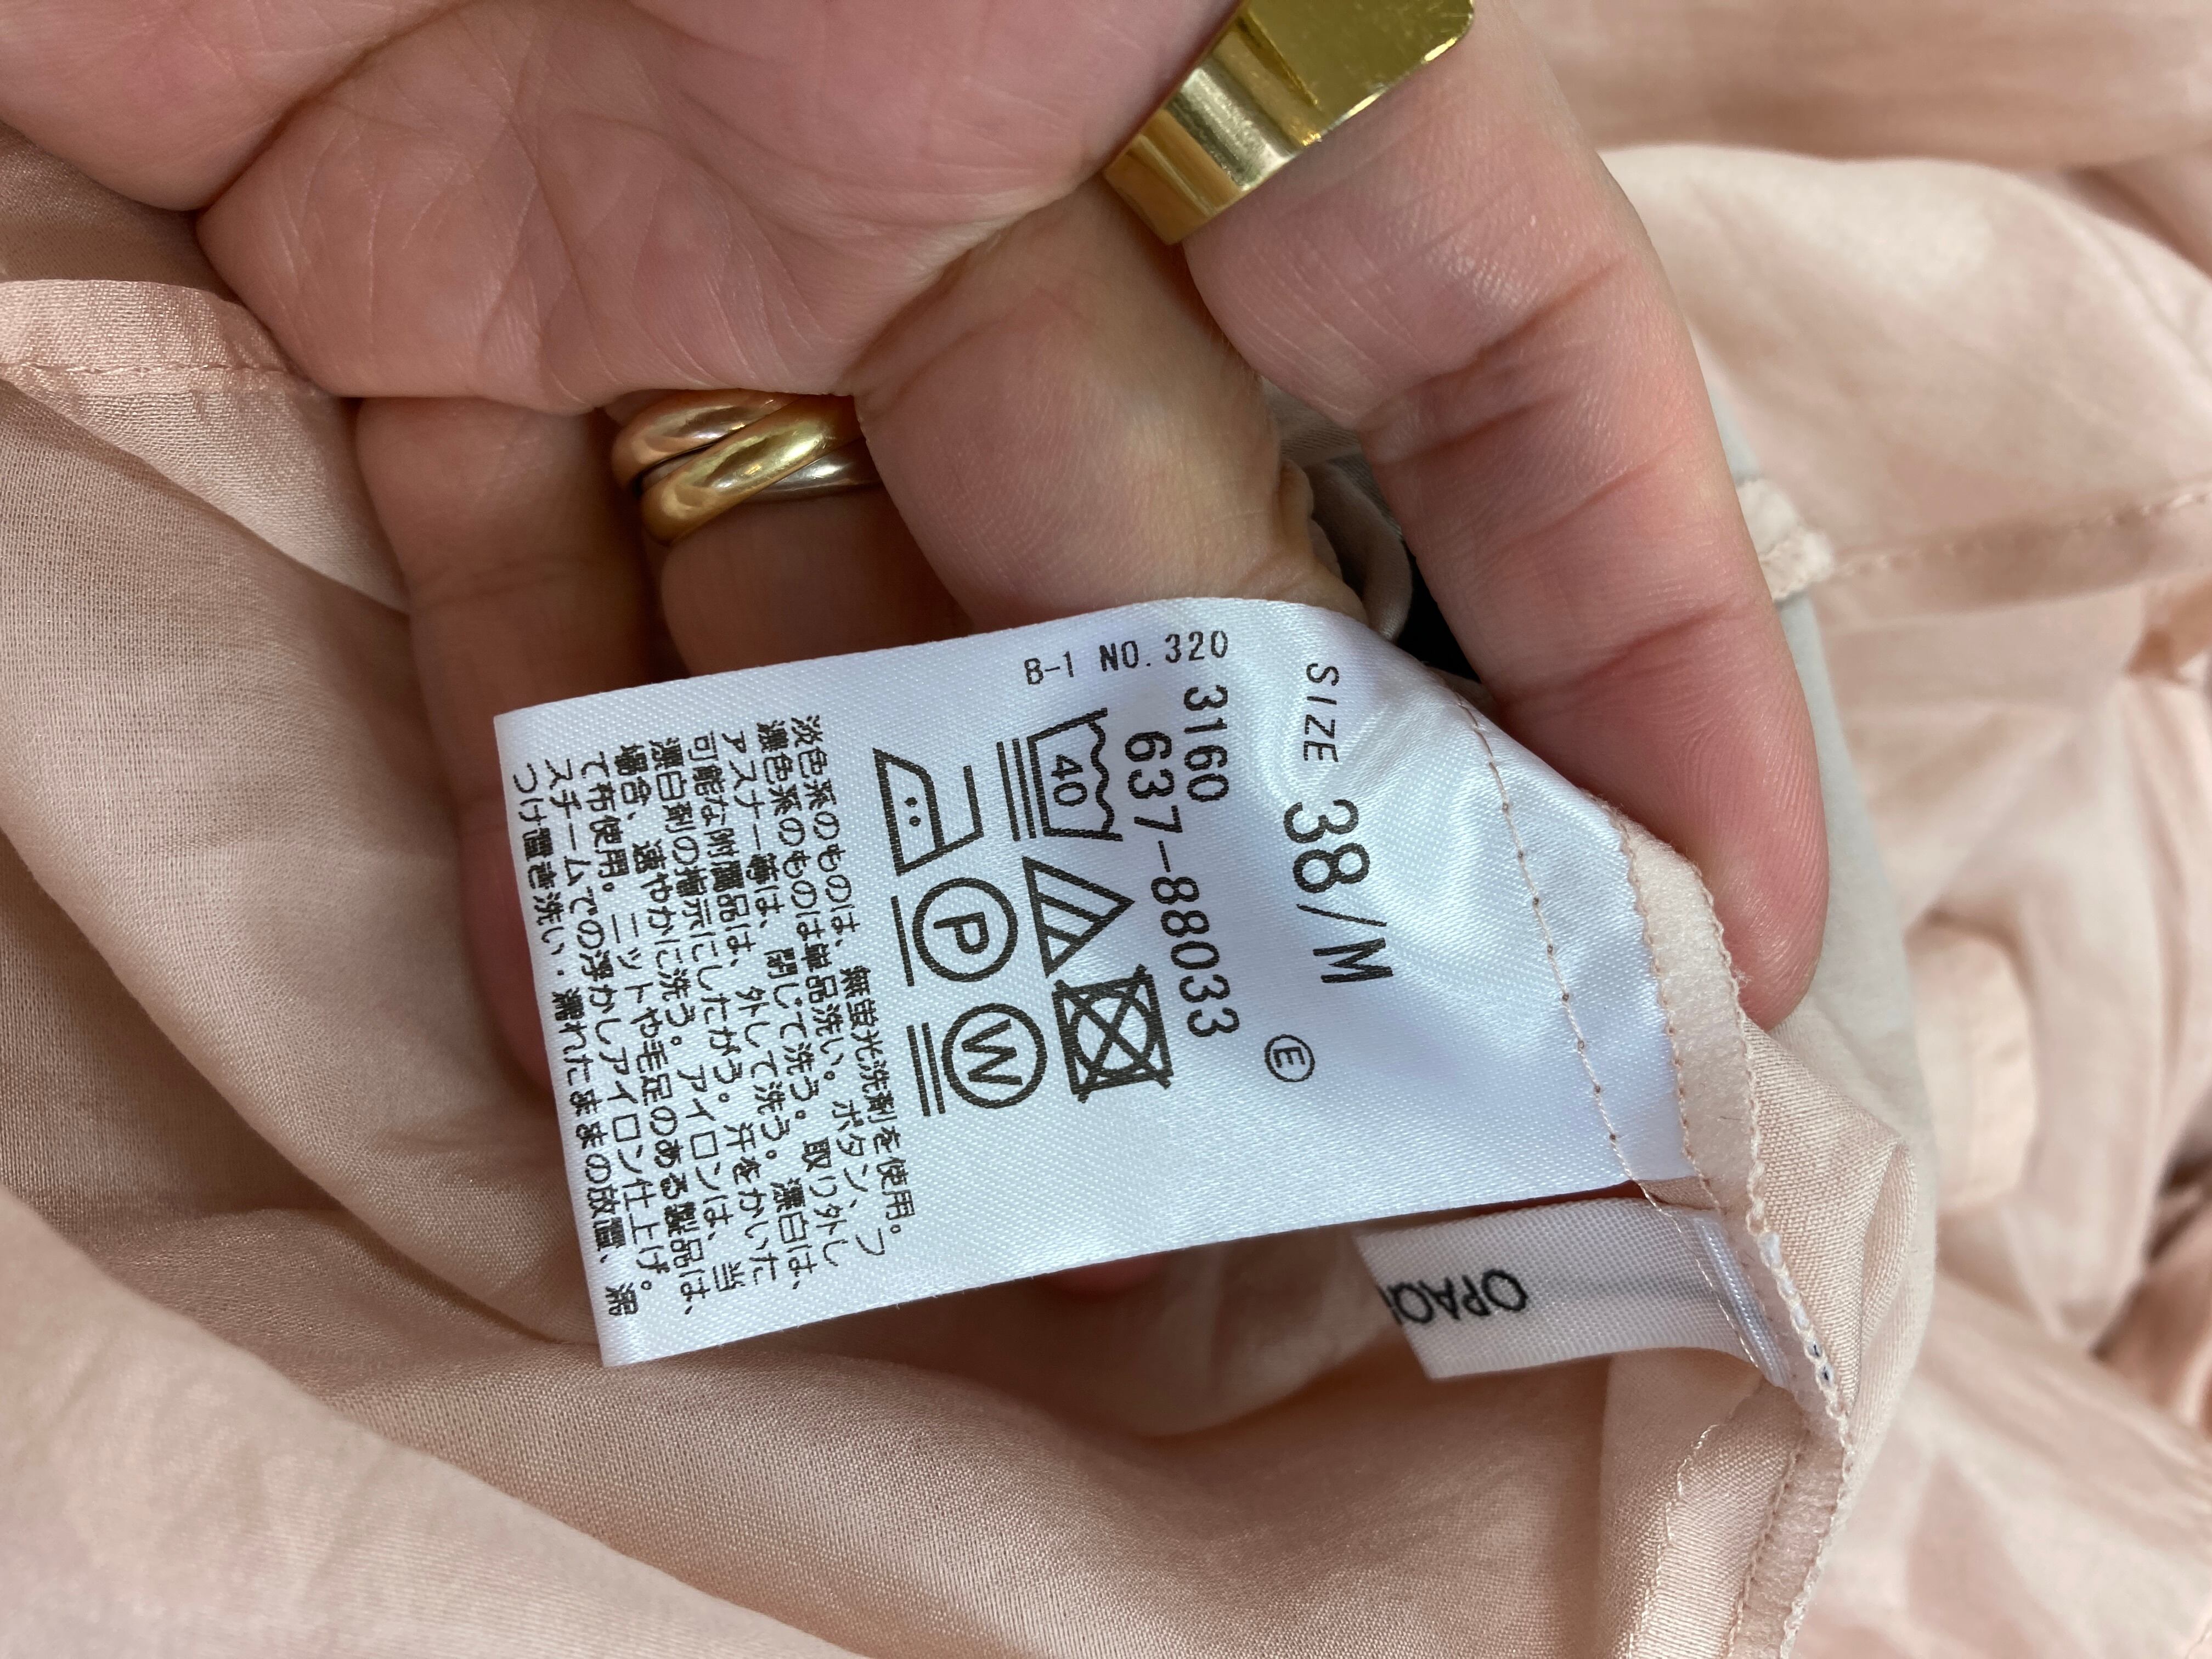 SIZE 38/M
Ⓔ
B-1 NO.320
3160
637-88033
40
P
W
淡色系のものは、無蛍光洗剤を使用。
濃色系のものは単品洗い。ボタン、フ
ァスナー等は、閉じて洗う。取り外し
可能な附属品は、外して洗う。漂白は、
漂白剤の指示にしたがう。汗をかいた
場合、速やかに洗う。アイロンは、当
て布使用。ニットや毛足のある製品は、
スチームでの浮かしアイロン仕上げ。
つけ置き洗い・濡れたままの放置、
OPAQ